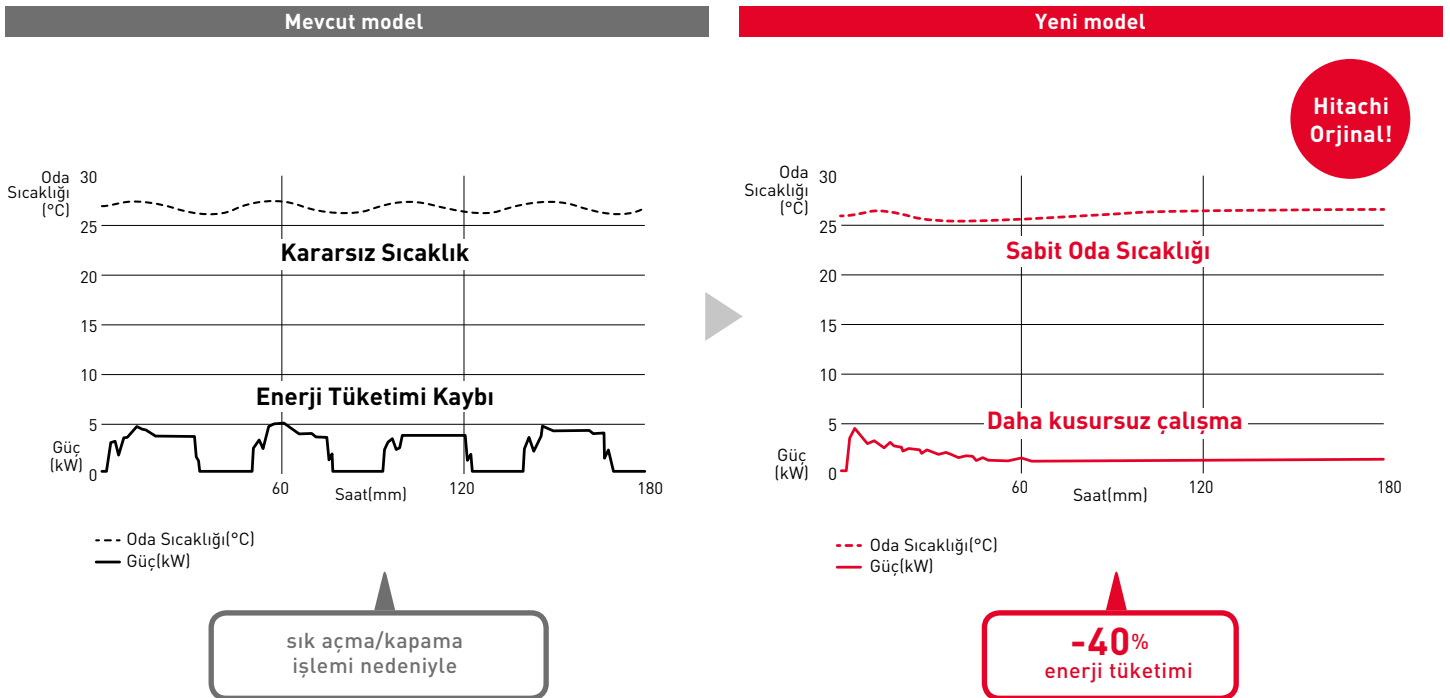 Mevcut model
Oda
Sıcaklığı
(°C)
30
25
20
15
10
5
0
Güç
(kW)
Kararsız Sıcaklık
Enerji Tüketimi Kaybı
60
120
180
Saat(mm)
Oda Sıcaklığı(°C)
Güç(kW)
sık açma/kapama
işlemi nedeniyle
Yeni model
Hitachi
Orjinal!
Oda
Sıcaklığı
(°C)
30
25
20
15
10
5
0
Güç
(kW)
Sabit Oda Sıcaklığı
Daha kusursuz çalışma
60
120
180
Saat(mm)
Oda Sıcaklığı(°C)
Güç(kW)
-40%
enerji tüketimi